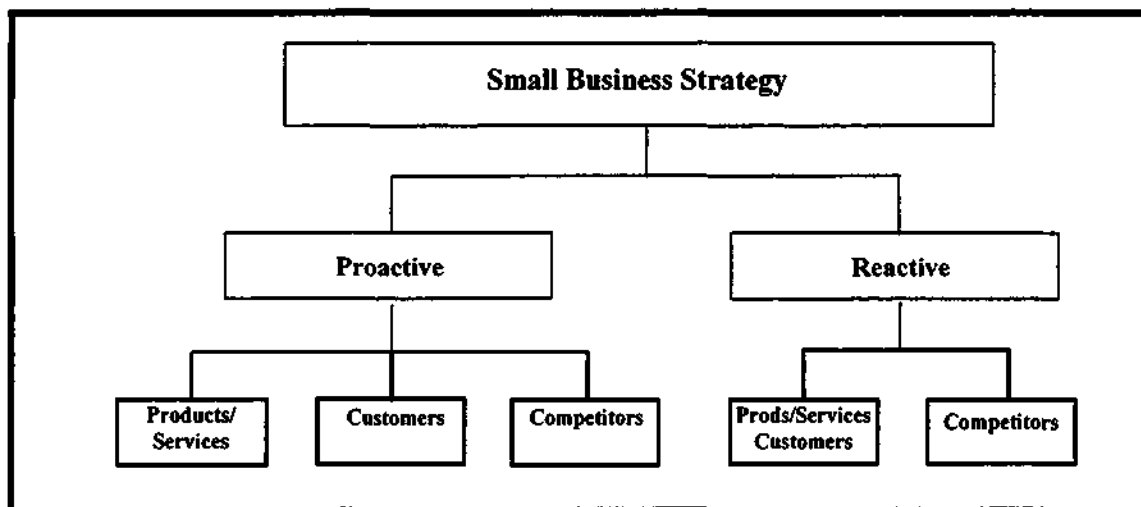 Small Business Strategy
Proactive
Reactive
Products/
Services
Customers
Competitors
Prods/Services
Customers
Competitors